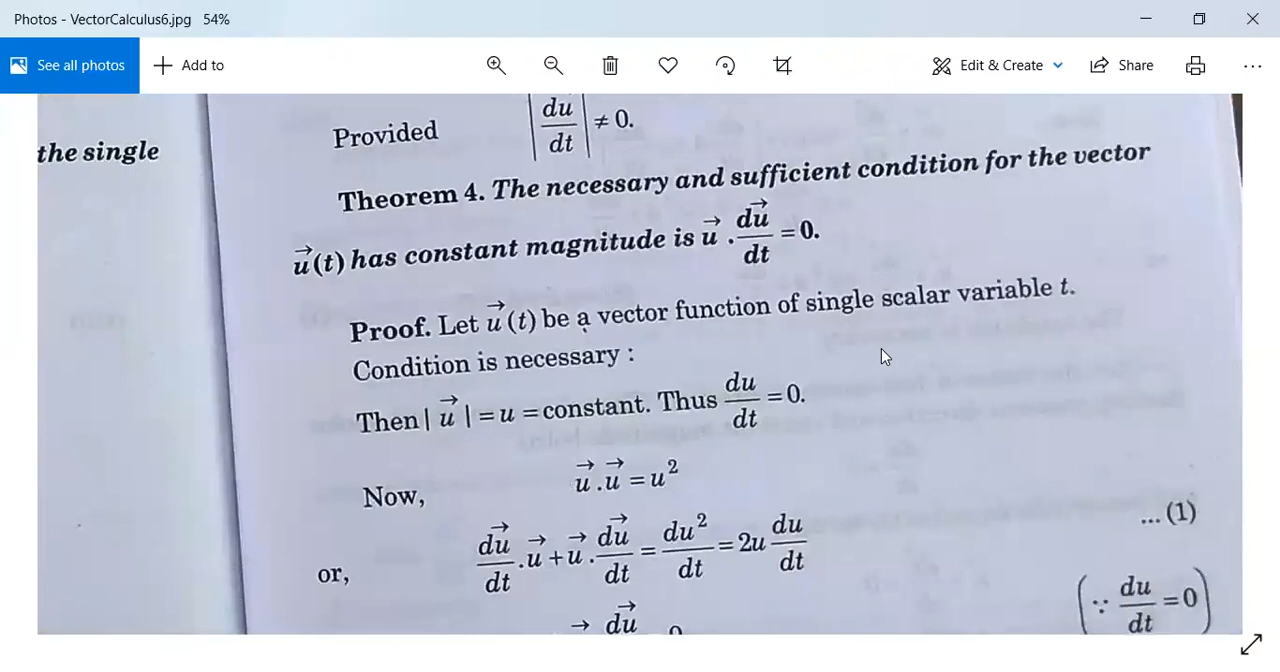 Photos - VectorCalculus6.jpg 54%
See all photos
Add to
Edit & Create
Share
the single
Provided |du/dt| ≠ 0.
Theorem 4. The necessary and sufficient condition for the vector
u⃗(t) has constant magnitude is u⃗ . du⃗/dt = 0.
Proof. Let u⃗(t) be a vector function of single scalar variable t.
Condition is necessary :
Then | u⃗ | = u = constant. Thus du/dt = 0.
Now, u⃗ . u⃗ = u²
... (1)
or, du⃗/dt . u⃗ + u⃗ . du⃗/dt = du²/dt = 2u du/dt
(∵ du/dt = 0)
du⃗